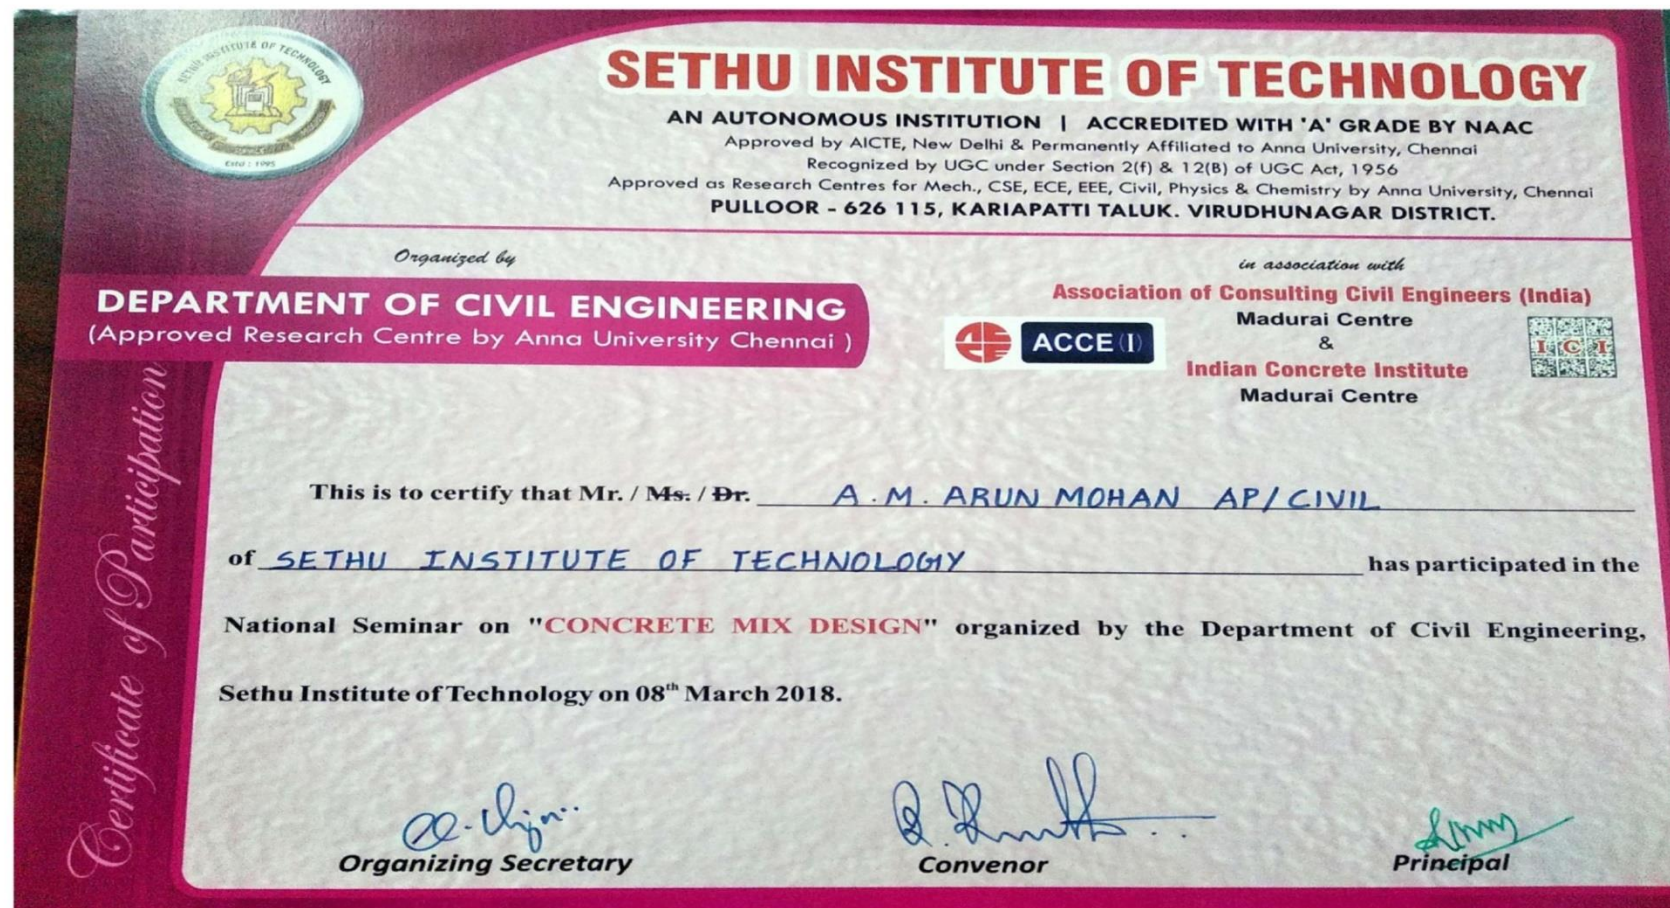 SETHU INSTITUTE OF TECHNOLOGY
Estd : 1995
SETHU INSTITUTE OF TECHNOLOGY
AN AUTONOMOUS INSTITUTION | ACCREDITED WITH 'A' GRADE BY NAAC
Approved by AICTE, New Delhi & Permanently Affiliated to Anna University, Chennai
Recognized by UGC under Section 2(f) & 12(B) of UGC Act, 1956
Approved as Research Centres for Mech., CSE, ECE, EEE, Civil, Physics & Chemistry by Anna University, Chennai
PULLOOR - 626 115, KARIAPATTI TALUK. VIRUDHUNAGAR DISTRICT.
Organized by
DEPARTMENT OF CIVIL ENGINEERING
(Approved Research Centre by Anna University Chennai )
in association with
Association of Consulting Civil Engineers (India)
Madurai Centre
&
Indian Concrete Institute
Madurai Centre
ACCE (I)
I C I
Certificate of Participation
This is to certify that Mr. / Ms. / Dr. A.M. ARUN MOHAN AP/CIVIL
of SETHU INSTITUTE OF TECHNOLOGY has participated in the
National Seminar on "CONCRETE MIX DESIGN" organized by the Department of Civil Engineering,
Sethu Institute of Technology on 08th March 2018.
Organizing Secretary
Convenor
Principal